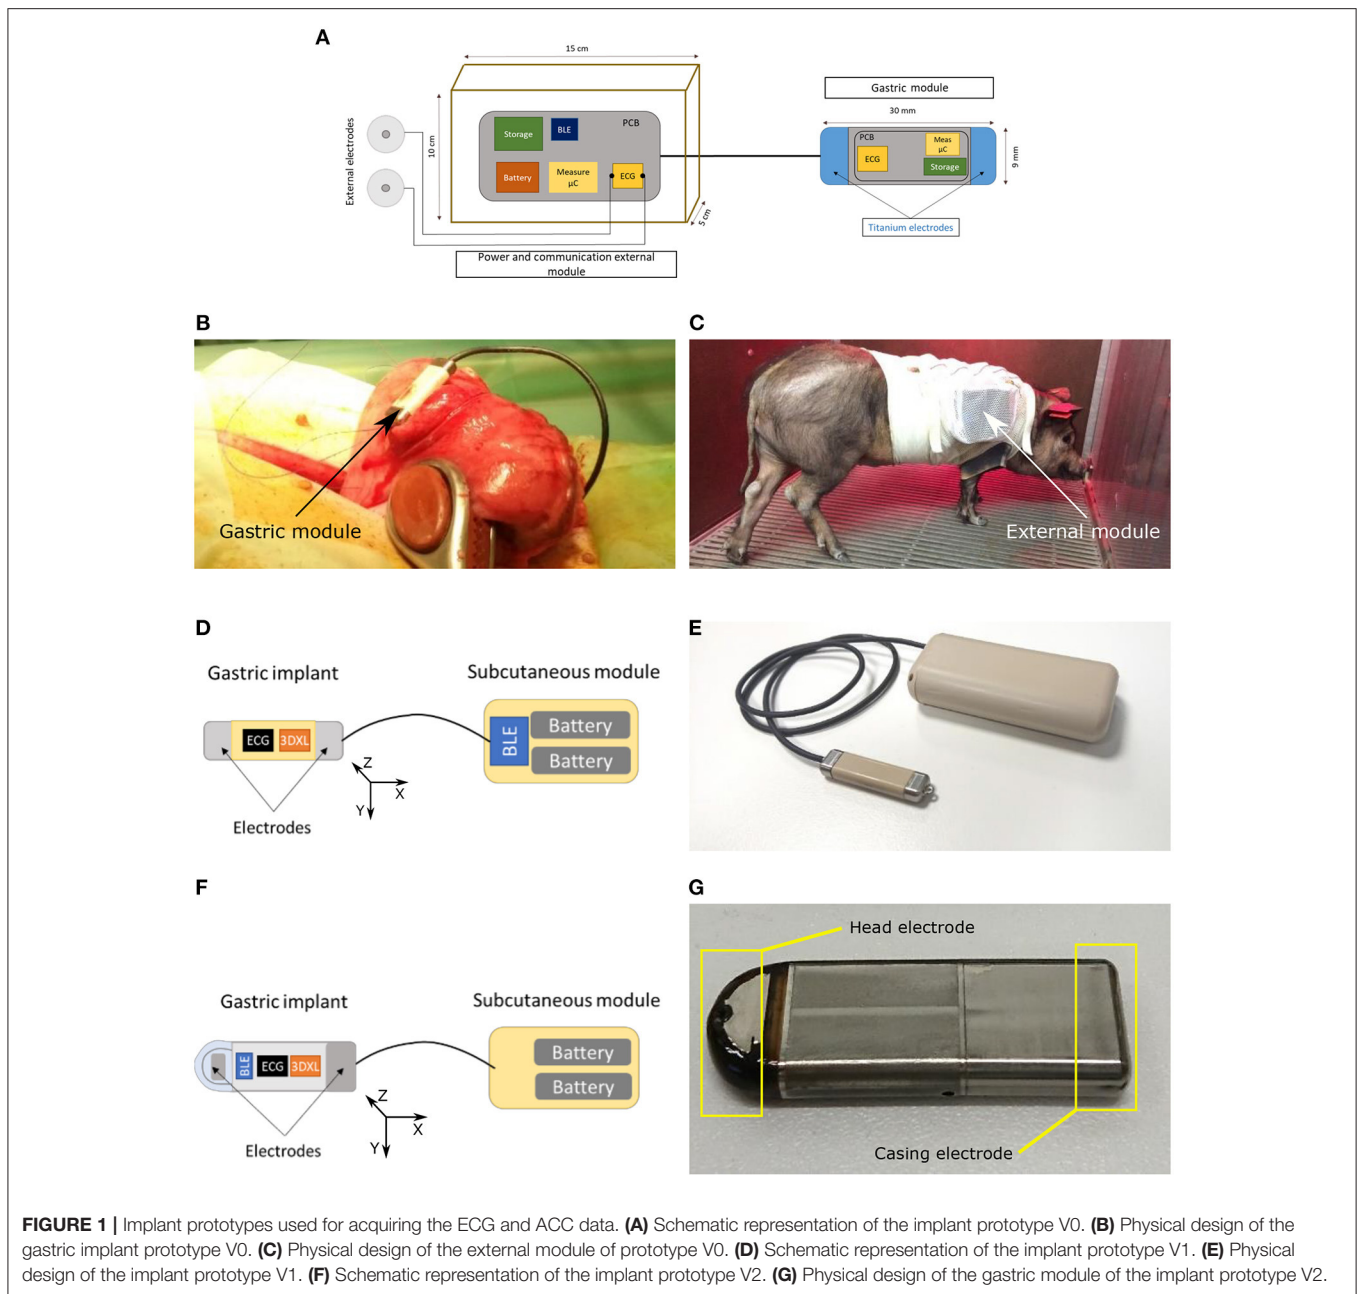 A
15 cm
10 cm
5 cm
External electrodes
Storage
BLE
PCB
Battery
Measure
µC
ECG
Power and communication external
module
Gastric module
30 mm
9 mm
PCB
ECG
Meas
µC
Storage
Titanium electrodes
B
Gastric module
C
External module
D
Gastric implant
ECG
3DXL
Electrodes
Z
X
Y
Subcutaneous module
BLE
Battery
Battery
E
F
Gastric implant
BLE
ECG
3DXL
Electrodes
Z
X
Y
Subcutaneous module
Battery
Battery
G
Head electrode
Casing electrode
FIGURE 1 | Implant prototypes used for acquiring the ECG and ACC data. (A) Schematic representation of the implant prototype V0. (B) Physical design of the
gastric implant prototype V0. (C) Physical design of the external module of prototype V0. (D) Schematic representation of the implant prototype V1. (E) Physical
design of the implant prototype V1. (F) Schematic representation of the implant prototype V2. (G) Physical design of the gastric module of the implant prototype V2.